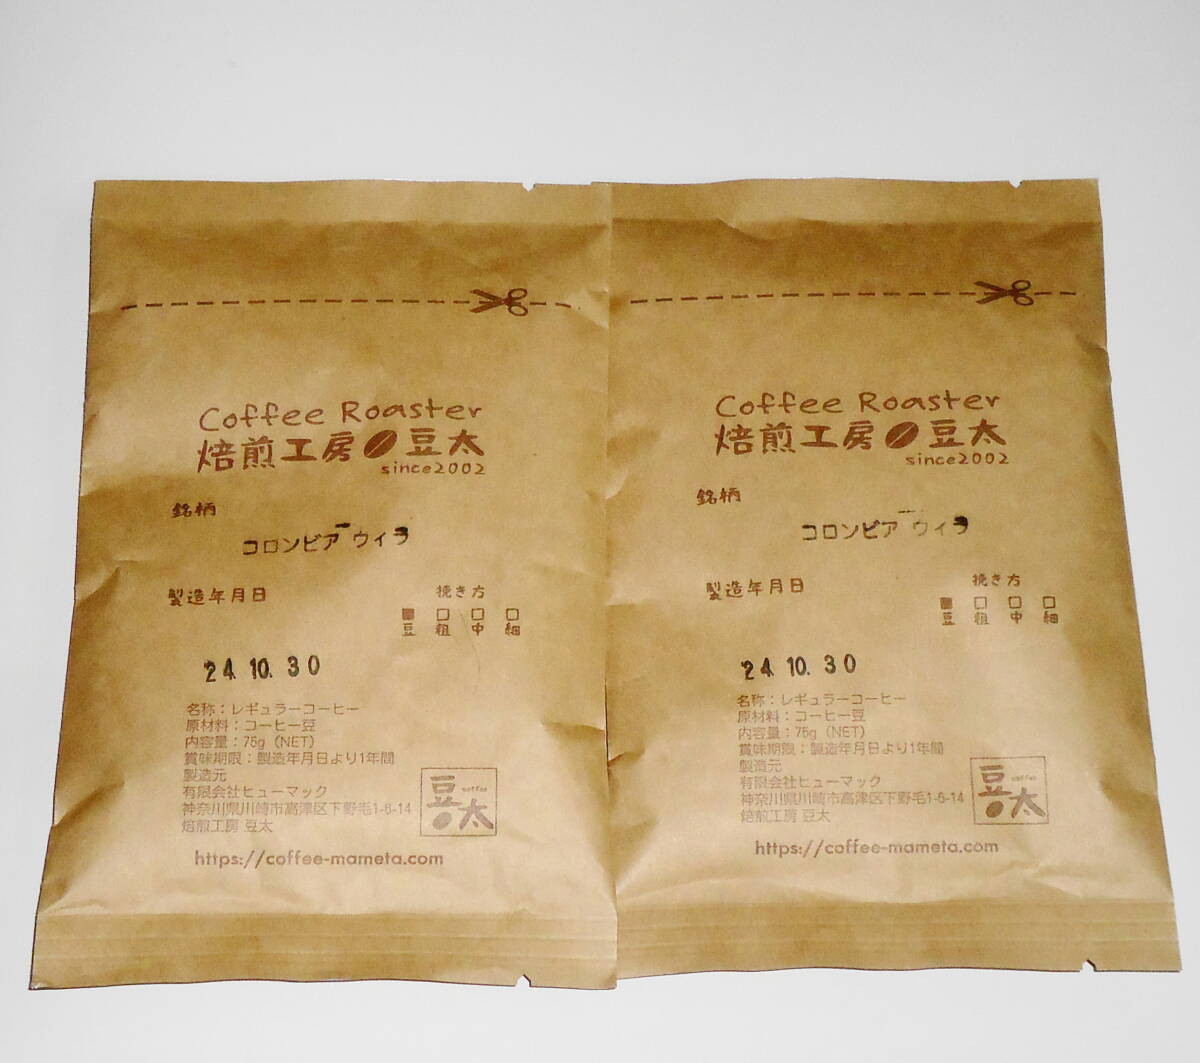 Coffee Roaster
焙煎工房 豆太
since2002
銘柄
コロンビア ウィラ
製造年月日
挽き方
豆 粗 中 細
'24.10.30
名称：レギュラーコーヒー
原材料：コーヒー豆
内容量：75g（NET）
賞味期限：製造年月日より1年間
製造元
有限会社ヒューマック
神奈川県川崎市高津区下野毛1-6-14
焙煎工房 豆太
豆太
coffee
https://coffee-mameta.com
Coffee Roaster
焙煎工房 豆太
since2002
銘柄
コロンビア ウィラ
製造年月日
挽き方
豆 粗 中 細
'24.10.30
名称：レギュラーコーヒー
原材料：コーヒー豆
内容量：75g（NET）
賞味期限：製造年月日より1年間
製造元
有限会社ヒューマック
神奈川県川崎市高津区下野毛1-6-14
焙煎工房 豆太
豆太
coffee
https://coffee-mameta.com